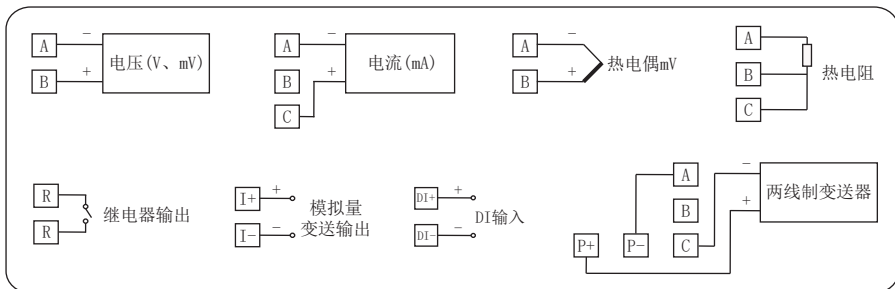 A
−
B
+
电压(V、mV)
A
−
B
+
C
电流(mA)
A
−
B
+
热电偶mV
A
B
C
热电阻
R
R
继电器输出
I+
+
I−
−
模拟量
变送输出
DI+
+
DI−
−
DI输入
A
B
C
P+
P−
−
+
两线制变送器